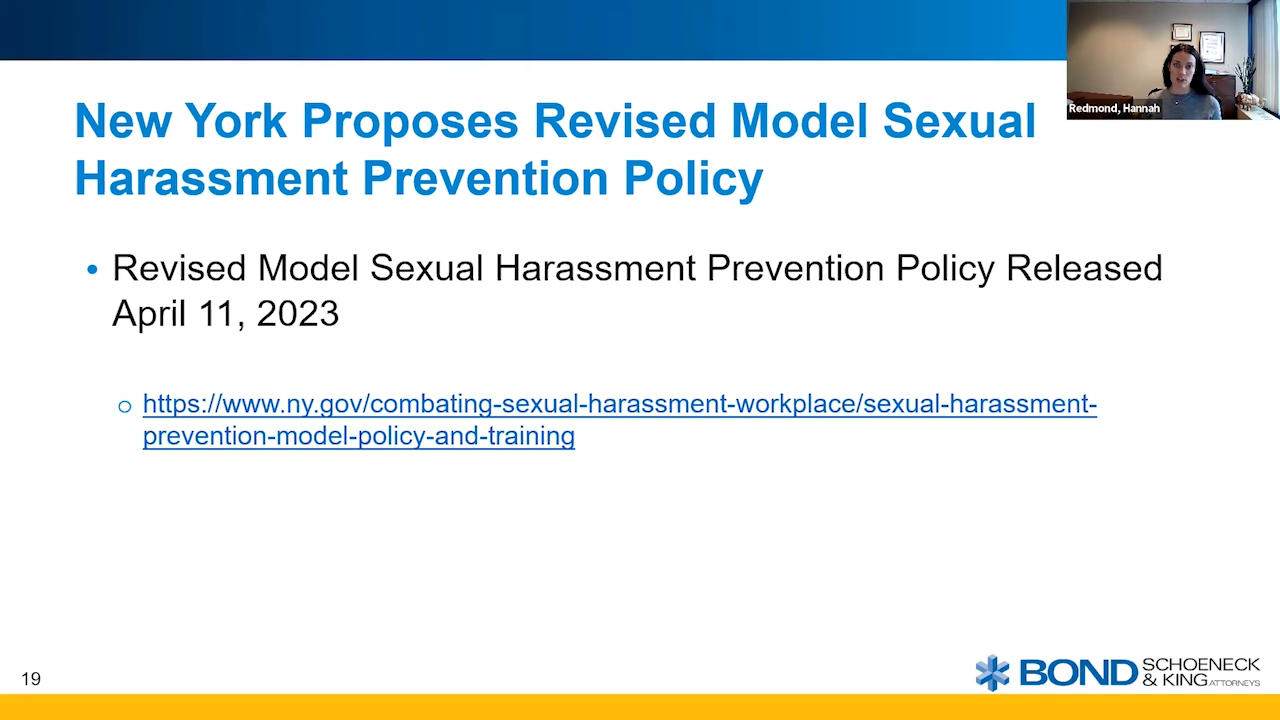 Redmond, Hannah
New York Proposes Revised Model Sexual
Harassment Prevention Policy
• Revised Model Sexual Harassment Prevention Policy Released
April 11, 2023
o https://www.ny.gov/combating-sexual-harassment-workplace/sexual-harassment-
prevention-model-policy-and-training
19
BOND SCHOENECK
& KING ATTORNEYS